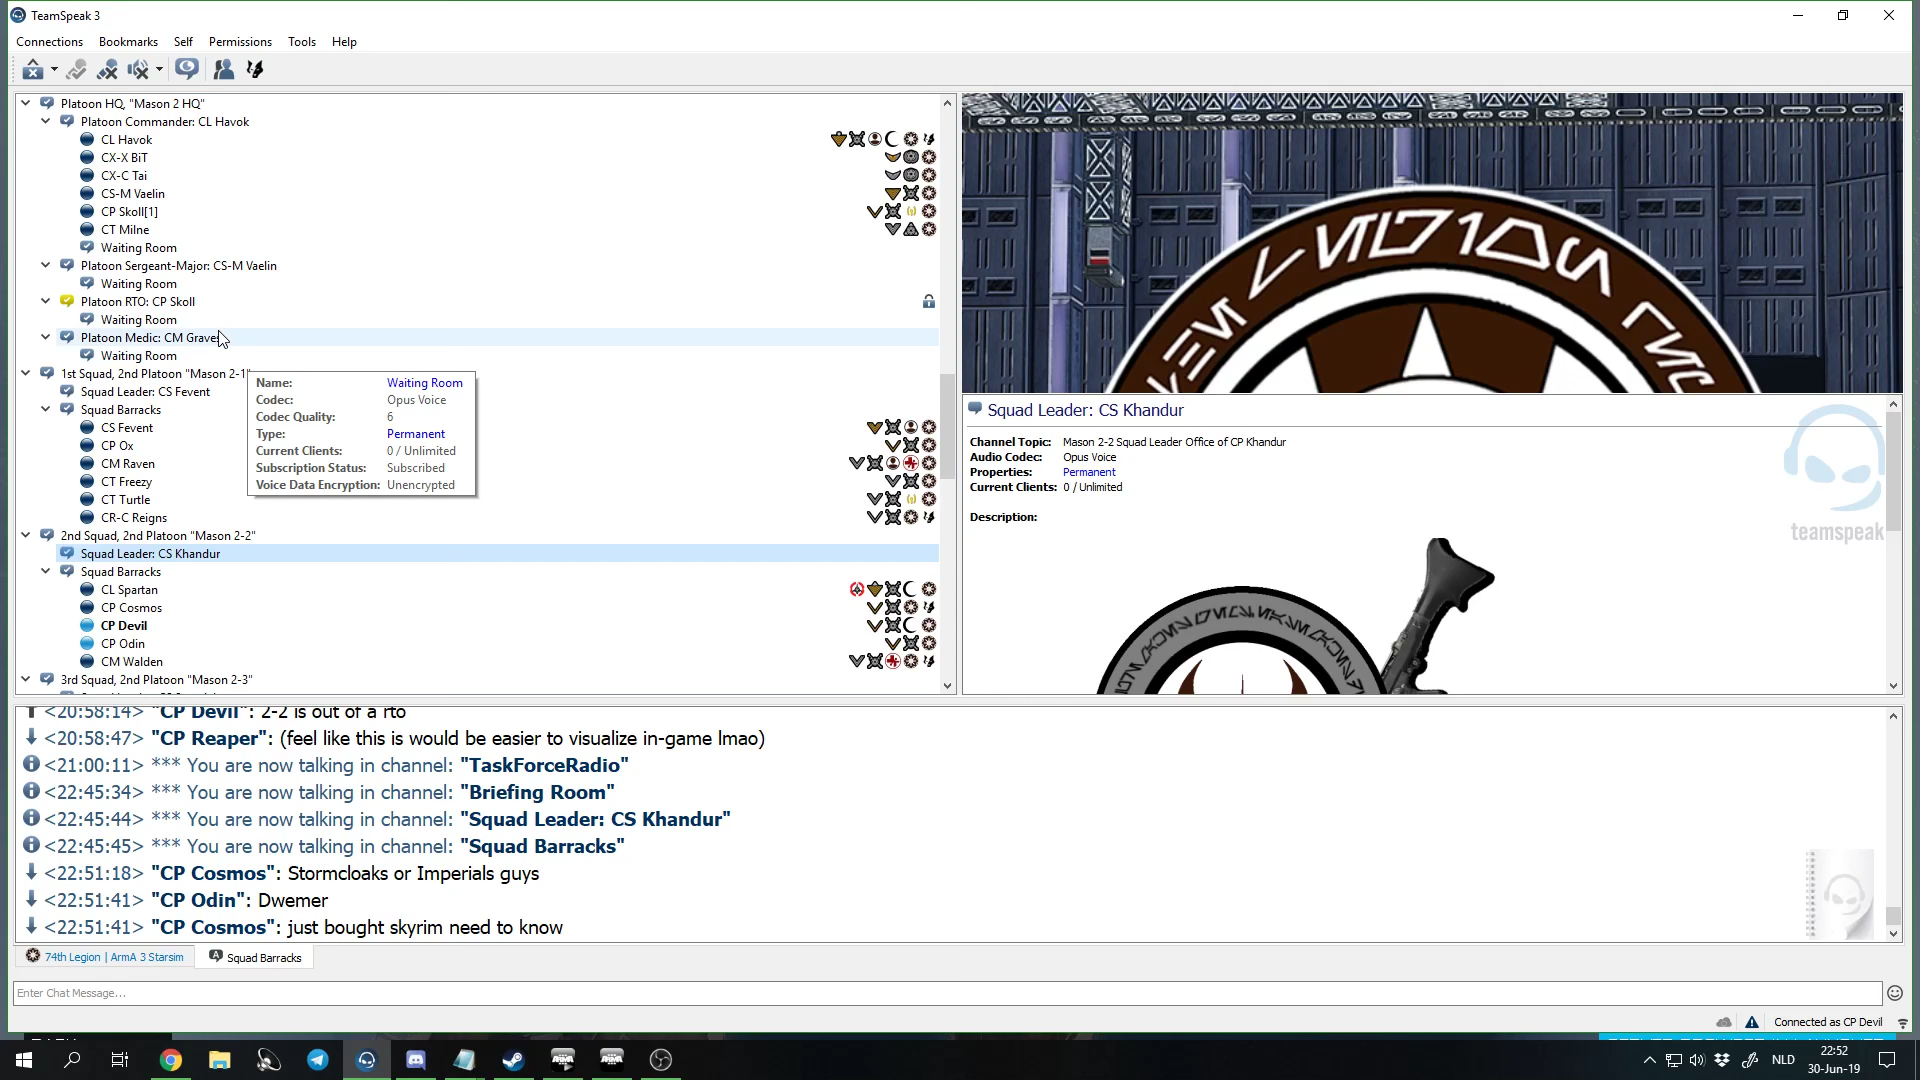 TeamSpeak 3
Connections Bookmarks Self Permissions Tools Help
Platoon HQ, "Mason 2 HQ"
Platoon Commander: CL Havok
CL Havok
CX-X BiT
CX-C Tai
CS-M Vaelin
CP Skoll[1]
CT Milne
Waiting Room
Platoon Sergeant-Major: CS-M Vaelin
Waiting Room
Platoon RTO: CP Skoll
Waiting Room
Platoon Medic: CM Graves
Waiting Room
1st Squad, 2nd Platoon "Mason 2-1"
Squad Leader: CS Fevent
Squad Barracks
CS Fevent
CP Ox
CM Raven
CT Freezy
CT Turtle
CR-C Reigns
2nd Squad, 2nd Platoon "Mason 2-2"
Squad Leader: CS Khandur
Squad Barracks
CL Spartan
CP Cosmos
CP Devil
CP Odin
CM Walden
3rd Squad, 2nd Platoon "Mason 2-3"
Name: Waiting Room
Codec: Opus Voice
Codec Quality: 6
Type: Permanent
Current Clients: 0 / Unlimited
Subscription Status: Subscribed
Voice Data Encryption: Unencrypted
Squad Leader: CS Khandur
Channel Topic: Mason 2-2 Squad Leader Office of CP Khandur
Audio Codec: Opus Voice
Properties: Permanent
Current Clients: 0 / Unlimited
Description:
teamspeak
<20:58:14> "CP Devil": 2-2 is out of a rto
<20:58:47> "CP Reaper": (feel like this is would be easier to visualize in-game lmao)
<21:00:11> *** You are now talking in channel: "TaskForceRadio"
<22:45:34> *** You are now talking in channel: "Briefing Room"
<22:45:44> *** You are now talking in channel: "Squad Leader: CS Khandur"
<22:45:45> *** You are now talking in channel: "Squad Barracks"
<22:51:18> "CP Cosmos": Stormcloaks or Imperials guys
<22:51:41> "CP Odin": Dwemer
<22:51:41> "CP Cosmos": just bought skyrim need to know
74th Legion | ArmA 3 Starsim Squad Barracks
Enter Chat Message...
Connected as CP Devil
NLD
22:52
30-Jun-19